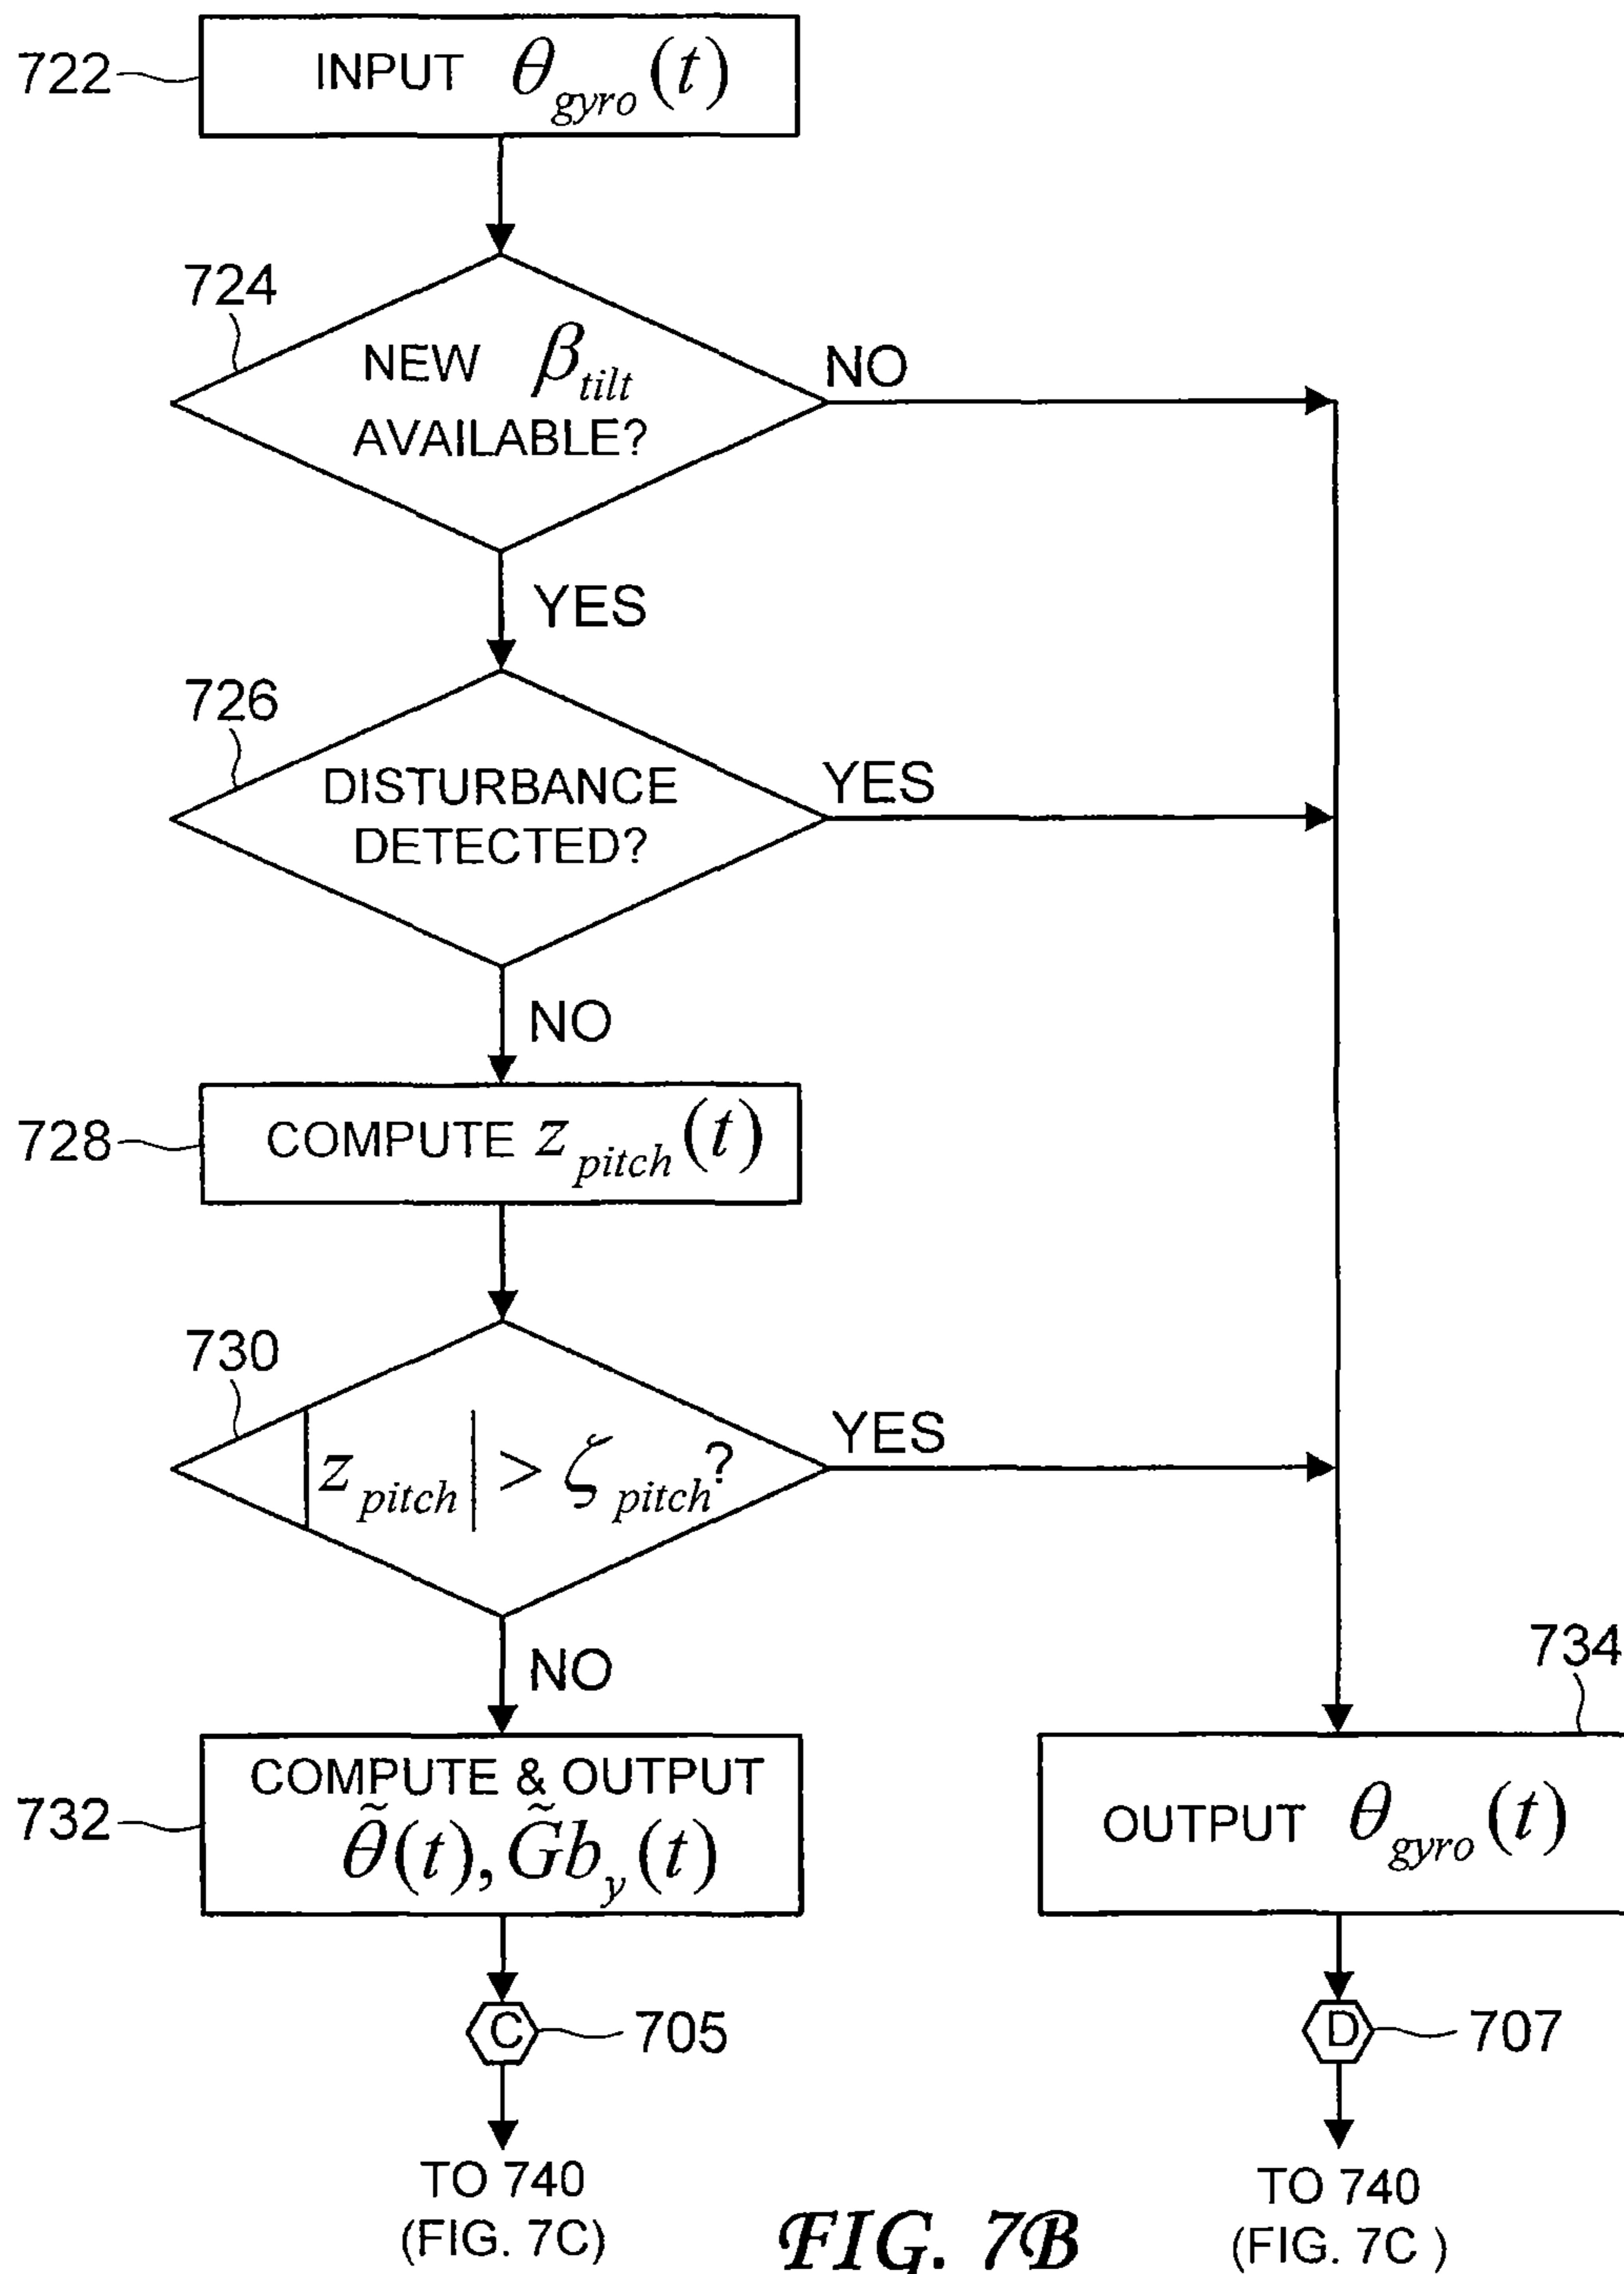 722
INPUT θgyro(t)
724
NEW βtilt
AVAILABLE?
NO
YES
726
DISTURBANCE
DETECTED?
YES
NO
728
COMPUTE zpitch(t)
730
|zpitch| > ζpitch?
YES
NO
732
COMPUTE & OUTPUT
θ̃(t), G̃by(t)
734
OUTPUT θgyro(t)
C
705
D
707
TO 740
(FIG. 7C)
TO 740
(FIG. 7C )
FIG. 7B